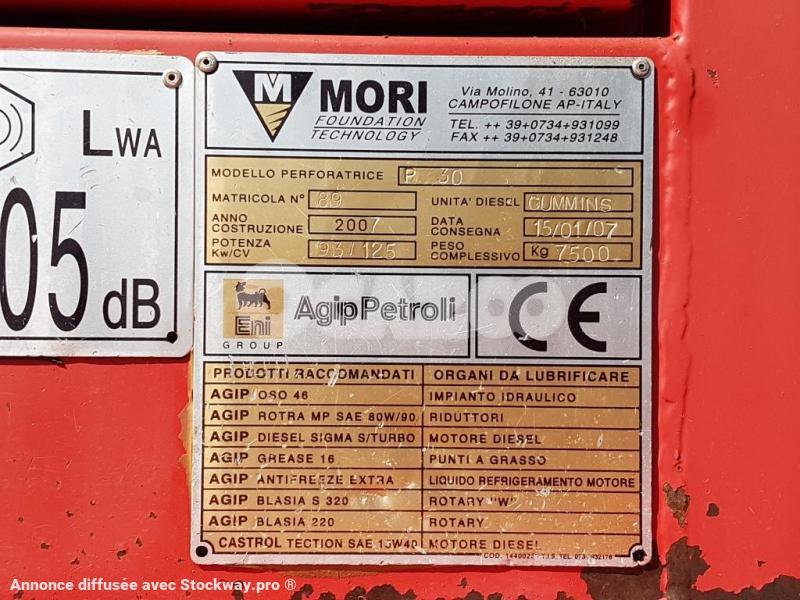 LWA
05 dB
M MORI
FOUNDATION
TECHNOLOGY
Via Molino, 41 - 63010
CAMPOFILONE AP-ITALY
TEL. ++ 39+0734+931099
FAX ++39+0734+931248
MODELLO PERFORATRICE P 30
MATRICOLA N° 89
UNITA' DIESEL CUMMINS
ANNO COSTRUZIONE 2007
DATA CONSEGNA 15/01/07
POTENZA Kw/CV 93/125
PESO COMPLESSIVO Kg 7500
Eni
GROUP
AgipPetroli
CE
PRODOTTI RACCOMANDATI ORGANI DA LUBRIFICARE
AGIP OSO 46 IMPIANTO IDRAULICO
AGIP ROTRA MP SAE 80W/90 RIDUTTORI
AGIP DIESEL SIGMA S/TURBO MOTORE DIESEL
AGIP GREASE 16 PUNTI A GRASSO
AGIP ANTIFREEZE EXTRA LIQUIDO REFRIGERAMENTO MOTORE
AGIP BLASIA S 320 ROTARY "W"
AGIP BLASIA 220 ROTARY
CASTROL TECTION SAE 15W40 MOTORE DIESEL
COD. T.I.S. TEL.
Annonce diffusée avec Stockway.pro ®